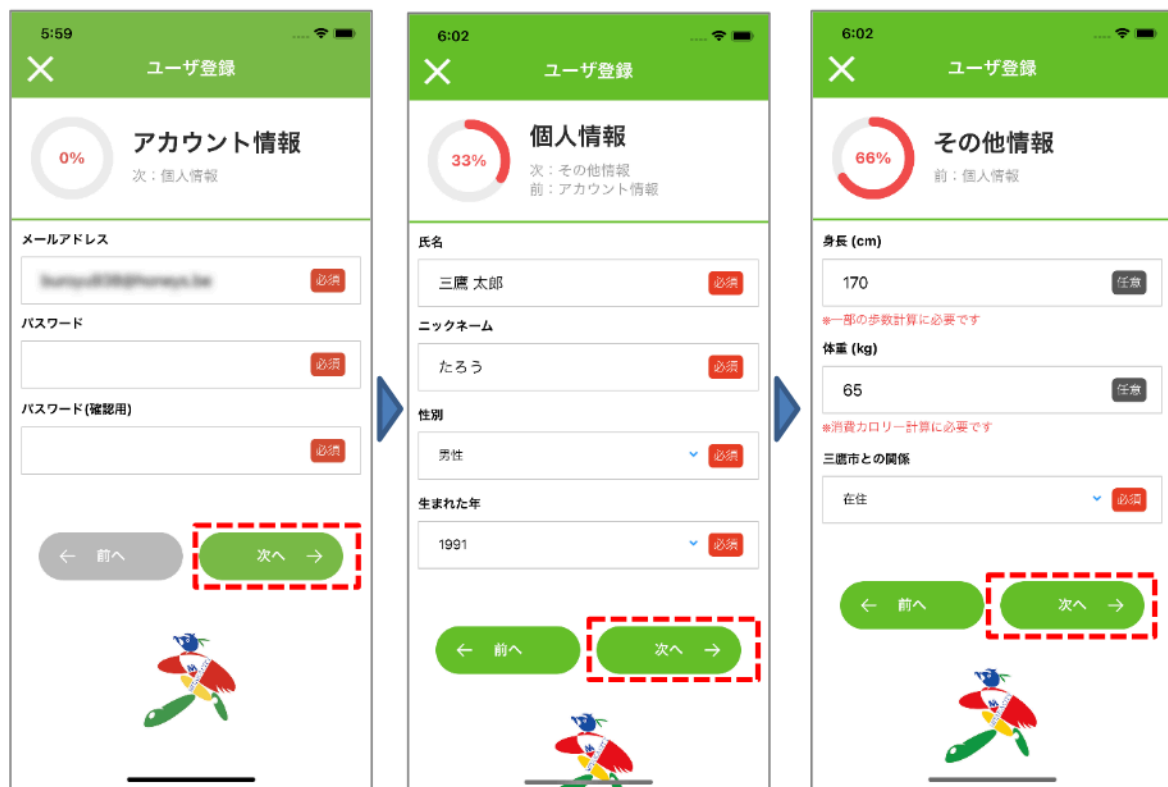 5:59
ユーザ登録
0%
アカウント情報
次：個人情報
メールアドレス
必須
パスワード
必須
パスワード(確認用)
必須
← 前へ
次へ →
6:02
ユーザ登録
33%
個人情報
次：その他情報
前：アカウント情報
氏名
三鷹 太郎 必須
ニックネーム
たろう 必須
性別
男性 必須
生まれた年
1991 必須
← 前へ
次へ →
6:02
ユーザ登録
66%
その他情報
前：個人情報
身長 (cm)
170 任意
※一部の歩数計算に必要です
体重 (kg)
65 任意
※消費カロリー計算に必要です
三鷹市との関係
在住 必須
← 前へ
次へ →